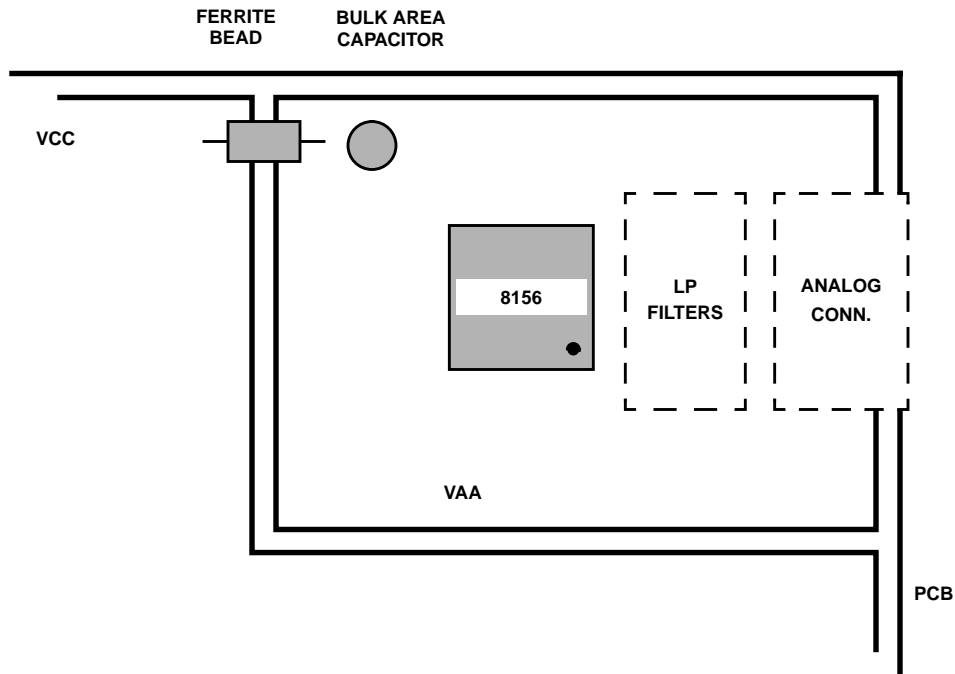 FERRITE
BEAD
BULK AREA
CAPACITOR
VCC
8156
LP
FILTERS
ANALOG
CONN.
VAA
PCB